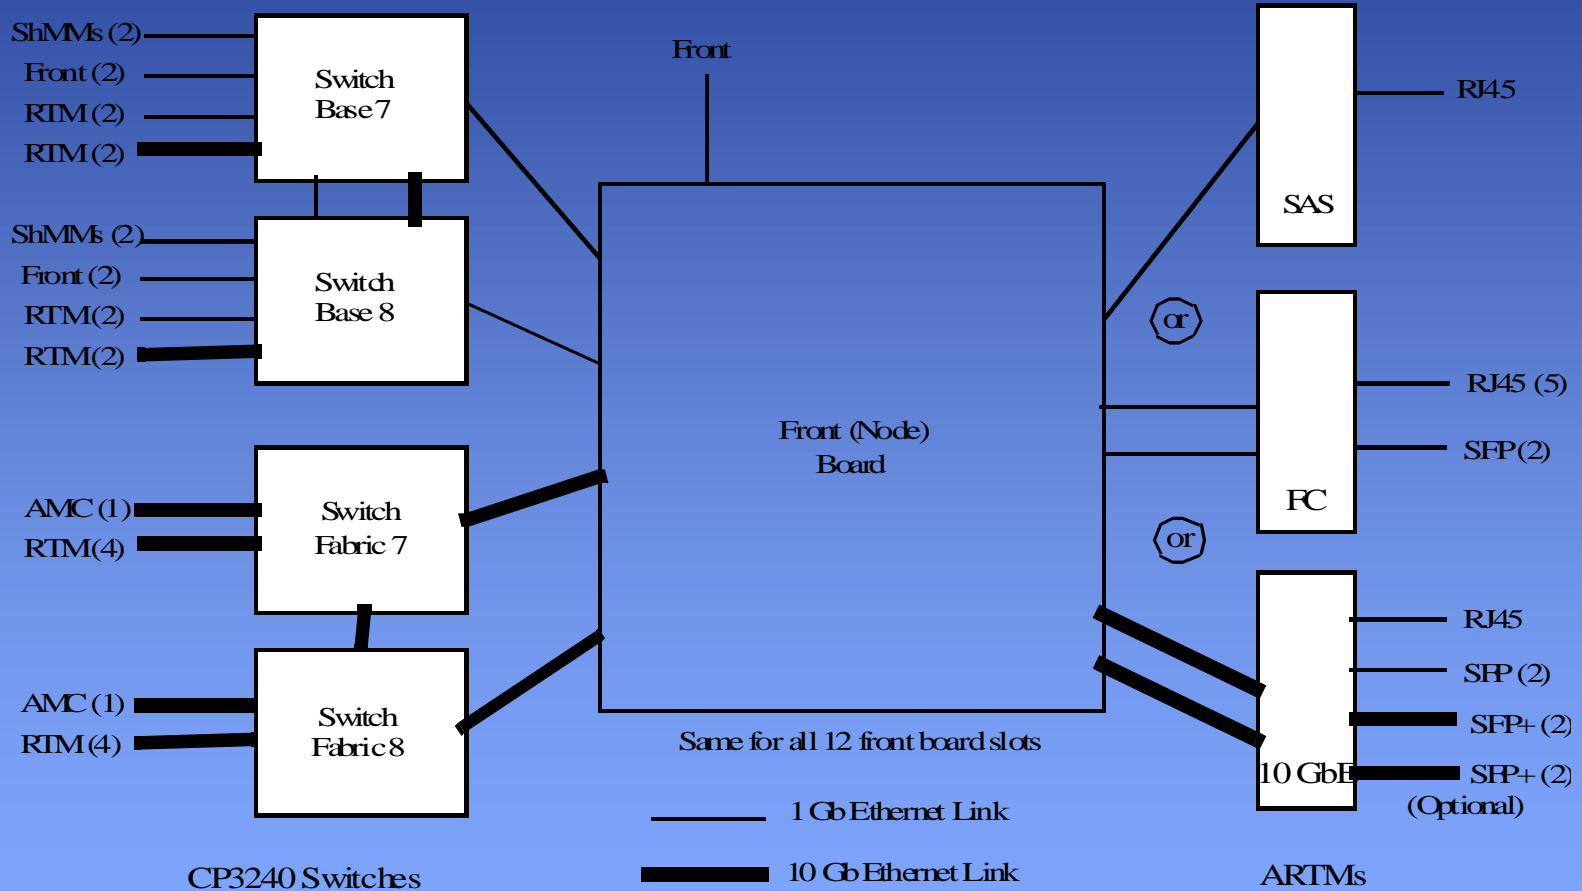 ShMMs (2)
Front (2)
RTM (2)
RTM (2)
Switch
Base 7
ShMMs (2)
Front (2)
RTM (2)
RTM (2)
Switch
Base 8
AMC (1)
RTM (4)
Switch
Fabric 7
AMC (1)
RTM (4)
Switch
Fabric 8
CP3240 Switches
Front
Front (Node)
Board
Same for all 12 front board slots
1 Gb Ethernet Link
10 Gb Ethernet Link
SAS
RJ45
or
FC
RJ45 (5)
SFP (2)
or
10 GbE
RJ45
SFP (2)
SFP+ (2)
SFP+ (2)
(Optional)
ARTMs